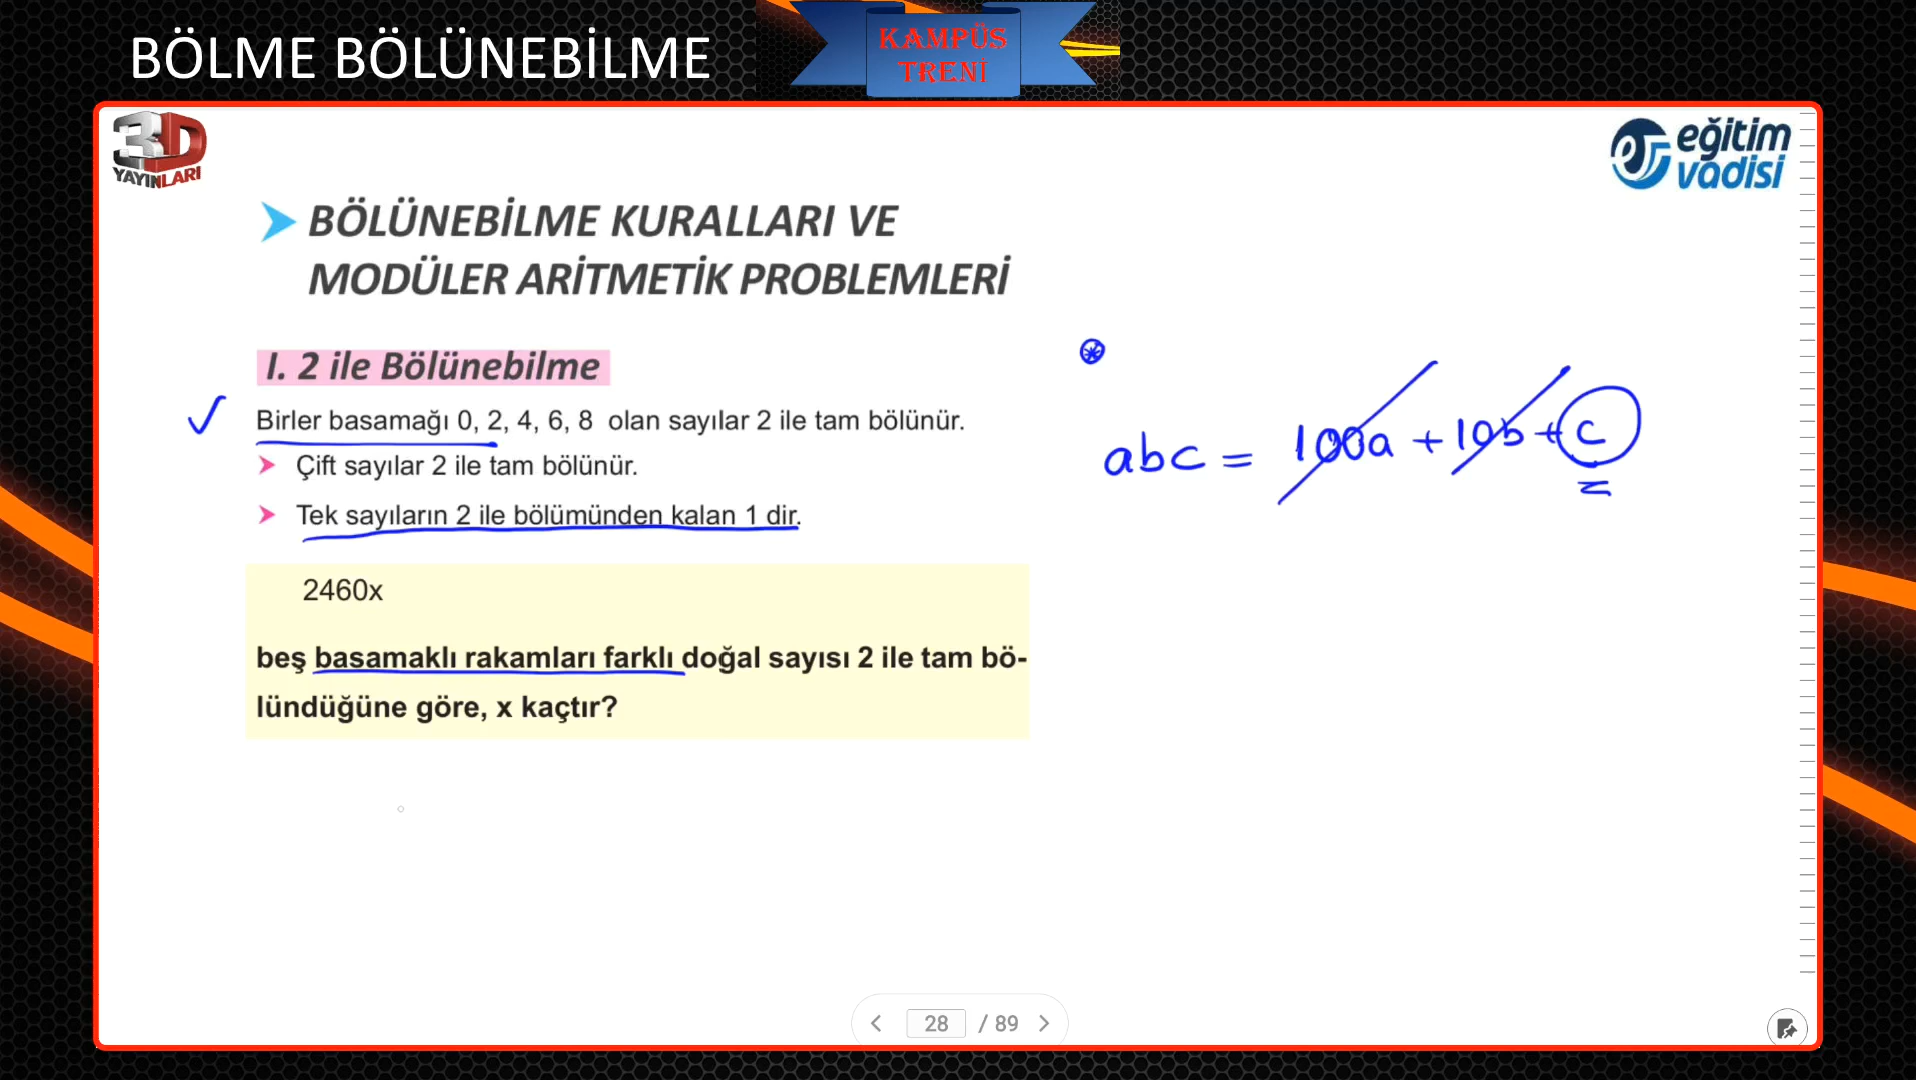 BÖLME BÖLÜNEBİLME
KAMPÜS
TRENİ
3D
YAYINLARI
eğitim
vadisi
BÖLÜNEBİLME KURALLARI VE
MODÜLER ARİTMETİK PROBLEMLERİ
I. 2 ile Bölünebilme
Birler basamağı 0, 2, 4, 6, 8 olan sayılar 2 ile tam bölünür.
Çift sayılar 2 ile tam bölünür.
Tek sayıların 2 ile bölümünden kalan 1 dir.
abc = 100a + 10b + c
2460x
beş basamaklı rakamları farklı doğal sayısı 2 ile tam bö-
lündüğüne göre, x kaçtır?
28 / 89